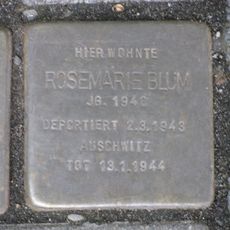 HIER WOHNTE
ROSEMARIE BLUM
JG. 1940
DEPORTIERT 2.3.1943
AUSCHWITZ
TOT 13.1.1944